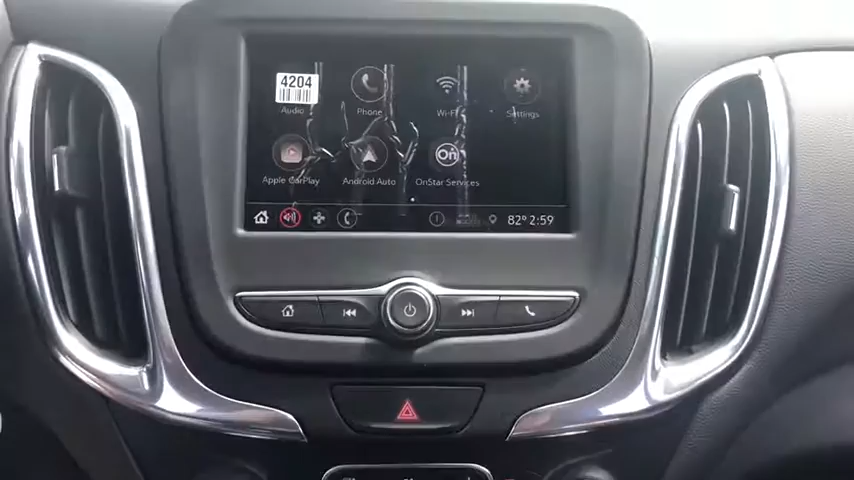 4204
Audio
Phone
Wi-Fi
Settings
Apple CarPlay
Android Auto
On
OnStar Services
82° 2:59